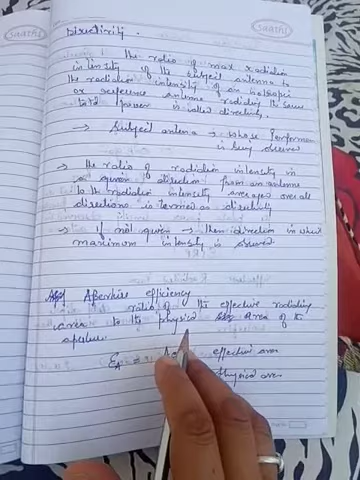 Saathi
Saathi
Directivity.
→ the ratio of max radiation
intensity of the subject antenna to
the radiation intensity of an isotropic
or reference antenna radiating the same
total power is called directivity.
→ Subject antenna → whose performance
is being observed
→ the ratio of radiation intensity in
a given direction from an antenna
to the radiation intensity averaged over all
directions is termed as directivity
→ if not given → then direction in which
maximum intensity is
Aperture efficiency
ratio of the effective radiating
area to the physical area of the
aperture.
effective area
Physical area